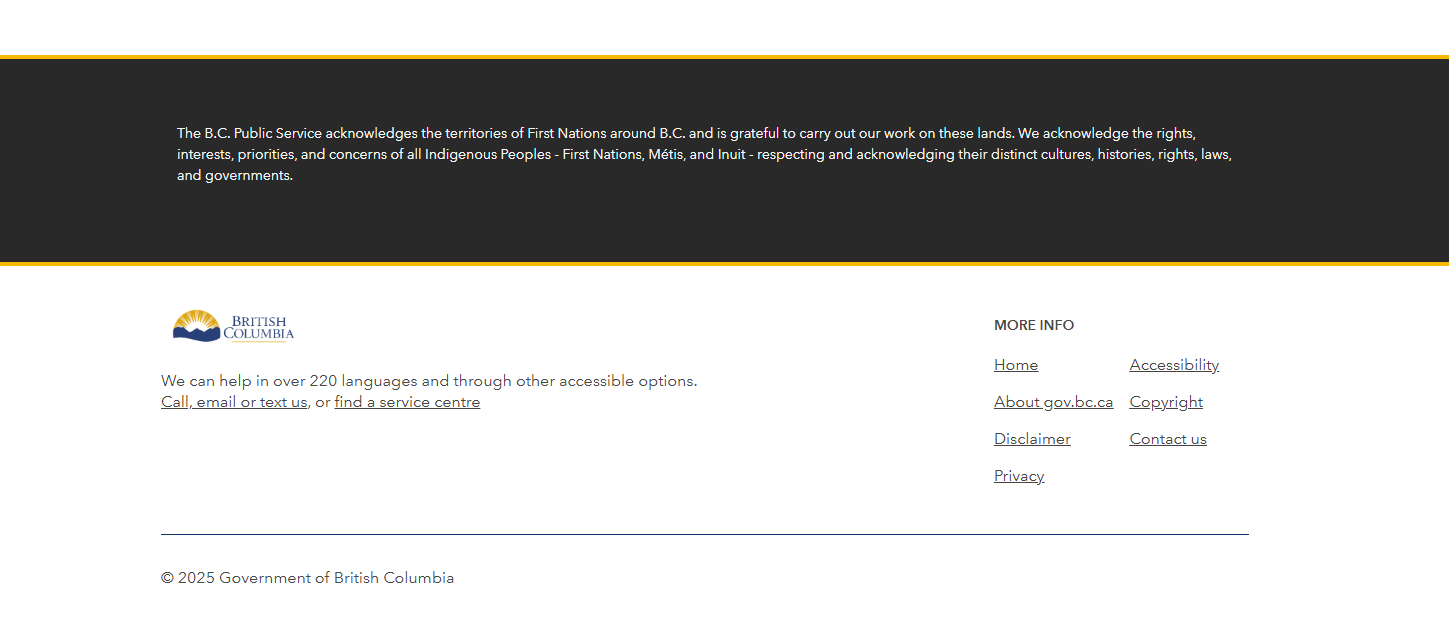 The B.C. Public Service acknowledges the territories of First Nations around B.C. and is grateful to carry out our work on these lands. We acknowledge the rights,
interests, priorities, and concerns of all Indigenous Peoples - First Nations, Métis, and Inuit - respecting and acknowledging their distinct cultures, histories, rights, laws,
and governments.
BRITISH
COLUMBIA
We can help in over 220 languages and through other accessible options.
Call, email or text us, or find a service centre
MORE INFO
Home
Accessibility
About gov.bc.ca
Copyright
Disclaimer
Contact us
Privacy
© 2025 Government of British Columbia